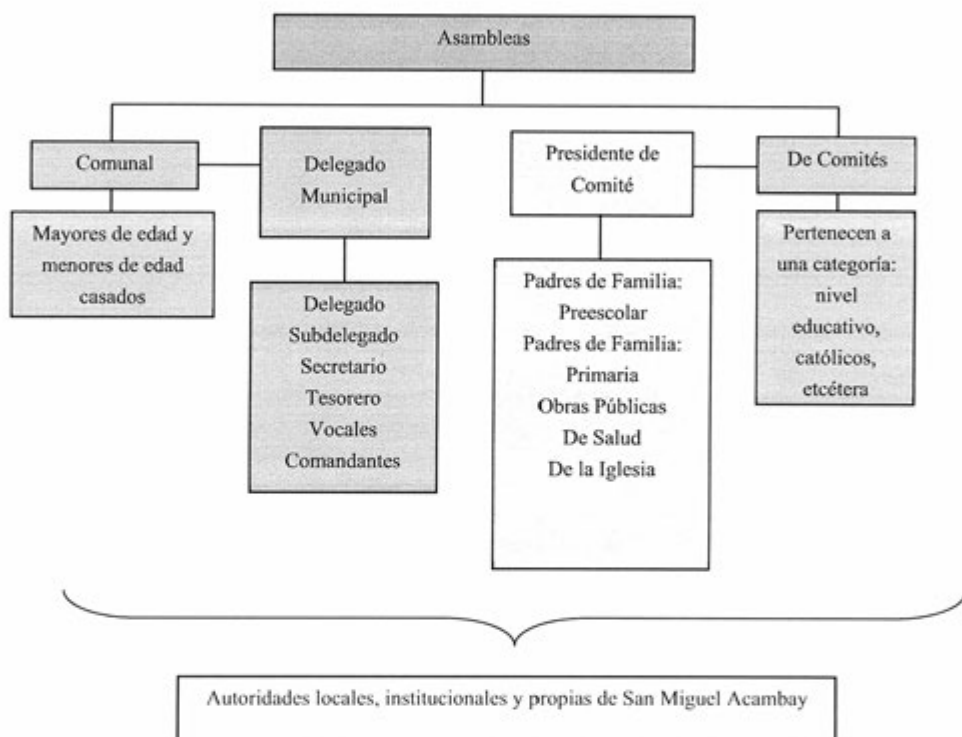 Asambleas
Comunal
Mayores de edad y
menores de edad
casados
Delegado
Municipal
Delegado
Subdelegado
Secretario
Tesorero
Vocales
Comandantes
Presidente de
Comité
Padres de Familia:
Preescolar
Padres de Familia:
Primaria
Obras Públicas
De Salud
De la Iglesia
De Comités
Pertenecen a
una categoría:
nivel
educativo,
católicos,
etcétera
Autoridades locales, institucionales y propias de San Miguel Acambay